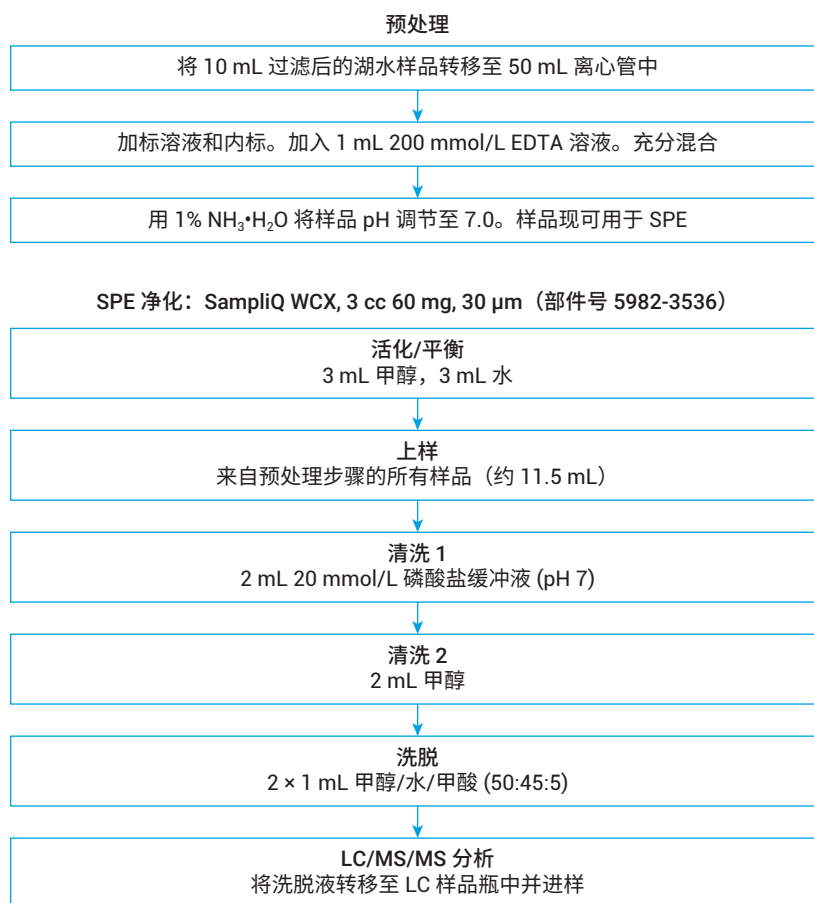 预处理
将 10 mL 过滤后的湖水样品转移至 50 mL 离心管中
加标溶液和内标。加入 1 mL 200 mmol/L EDTA 溶液。充分混合
用 1% NH₃•H₂O 将样品 pH 调节至 7.0。样品现可用于 SPE
SPE 净化：SampliQ WCX, 3 cc 60 mg, 30 µm（部件号 5982-3536）
活化/平衡
3 mL 甲醇，3 mL 水
上样
来自预处理步骤的所有样品（约 11.5 mL）
清洗 1
2 mL 20 mmol/L 磷酸盐缓冲液 (pH 7)
清洗 2
2 mL 甲醇
洗脱
2 × 1 mL 甲醇/水/甲酸 (50:45:5)
LC/MS/MS 分析
将洗脱液转移至 LC 样品瓶中并进样